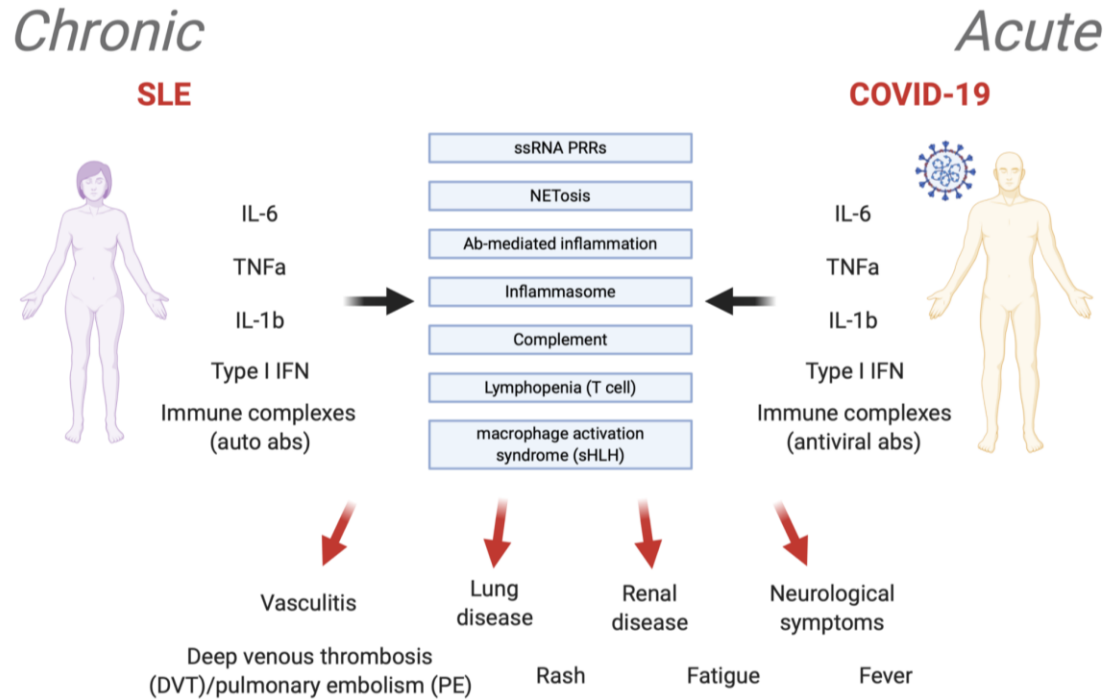 Chronic
Acute
SLE
COVID-19
IL-6
TNFa
IL-1b
Type I IFN
Immune complexes
(auto abs)
ssRNA PRRs
NETosis
Ab-mediated inflammation
Inflammasome
Complement
Lymphopenia (T cell)
macrophage activation
syndrome (sHLH)
IL-6
TNFa
IL-1b
Type I IFN
Immune complexes
(antiviral abs)
Vasculitis
Lung
disease
Renal
disease
Neurological
symptoms
Deep venous thrombosis
(DVT)/pulmonary embolism (PE)
Rash
Fatigue
Fever